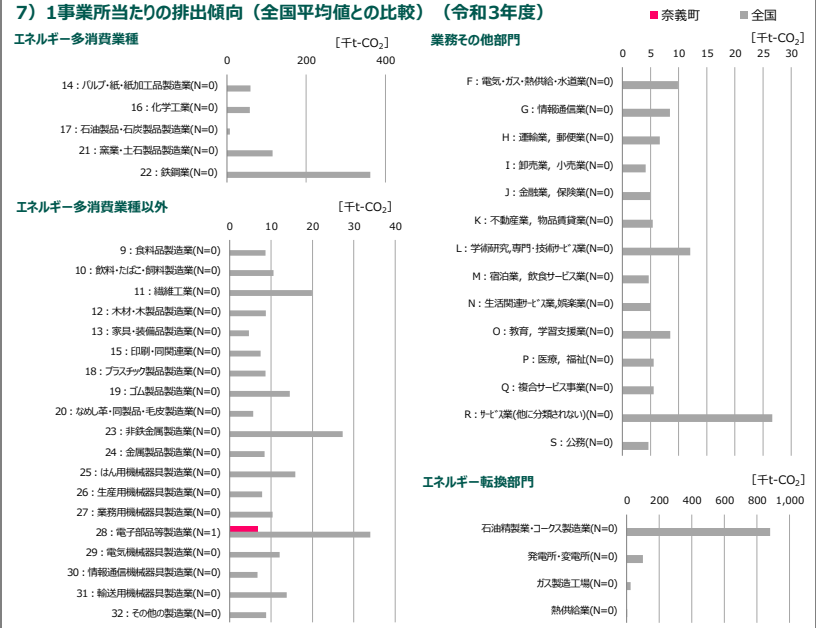 7）1事業所当たりの排出傾向（全国平均値との比較）（令和3年度）
奈義町 全国
エネルギー多消費業種
［千t-CO₂］
0 200 400
14：パルプ・紙・紙加工品製造業(N=0)
16：化学工業(N=0)
17：石油製品・石炭製品製造業(N=0)
21：窯業・土石製品製造業(N=0)
22：鉄鋼業(N=0)
エネルギー多消費業種以外
［千t-CO₂］
0 10 20 30 40
9：食料品製造業(N=0)
10：飲料・たばこ・飼料製造業(N=0)
11：繊維工業(N=0)
12：木材・木製品製造業(N=0)
13：家具・装備品製造業(N=0)
15：印刷・同関連業(N=0)
18：プラスチック製品製造業(N=0)
19：ゴム製品製造業(N=0)
20：なめし革・同製品・毛皮製造業(N=0)
23：非鉄金属製造業(N=0)
24：金属製品製造業(N=0)
25：はん用機械器具製造業(N=0)
26：生産用機械器具製造業(N=0)
27：業務用機械器具製造業(N=0)
28：電子部品等製造業(N=1)
29：電気機械器具製造業(N=0)
30：情報通信機械器具製造業(N=0)
31：輸送用機械器具製造業(N=0)
32：その他の製造業(N=0)
業務その他部門
［千t-CO₂］
0 5 10 15 20 25 30
F：電気・ガス・熱供給・水道業(N=0)
G：情報通信業(N=0)
H：運輸業，郵便業(N=0)
I：卸売業，小売業(N=0)
J：金融業，保険業(N=0)
K：不動産業，物品賃貸業(N=0)
L：学術研究,専門・技術サービス業(N=0)
M：宿泊業，飲食サービス業(N=0)
N：生活関連サービス業,娯楽業(N=0)
O：教育，学習支援業(N=0)
P：医療，福祉(N=0)
Q：複合サービス事業(N=0)
R：サービス業(他に分類されない)(N=0)
S：公務(N=0)
エネルギー転換部門
［千t-CO₂］
0 200 400 600 800 1,000
石油精製業・コークス製造業(N=0)
発電所・変電所(N=0)
ガス製造工場(N=0)
熱供給業(N=0)